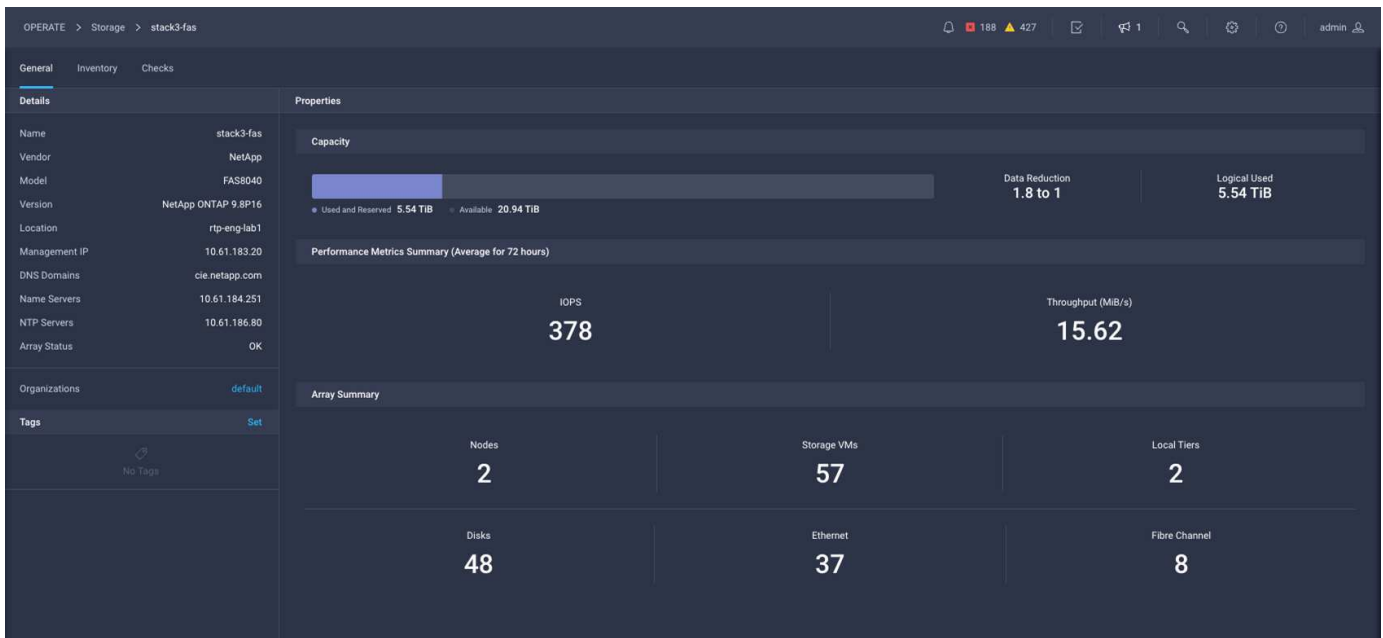 OPERATE > Storage > stack3-fas 188 427 1 admin
General Inventory Checks
Details
Name stack3-fas
Vendor NetApp
Model FAS8040
Version NetApp ONTAP 9.8P16
Location rtp-eng-lab1
Management IP 10.61.183.20
DNS Domains cie.netapp.com
Name Servers 10.61.184.251
NTP Servers 10.61.186.80
Array Status OK
Organizations default
Tags Set
No Tags
Properties
Capacity
Used and Reserved 5.54 TiB Available 20.94 TiB
Data Reduction
1.8 to 1
Logical Used
5.54 TiB
Performance Metrics Summary (Average for 72 hours)
IOPS
378
Throughput (MiB/s)
15.62
Array Summary
Nodes
2
Storage VMs
57
Local Tiers
2
Disks
48
Ethernet
37
Fibre Channel
8